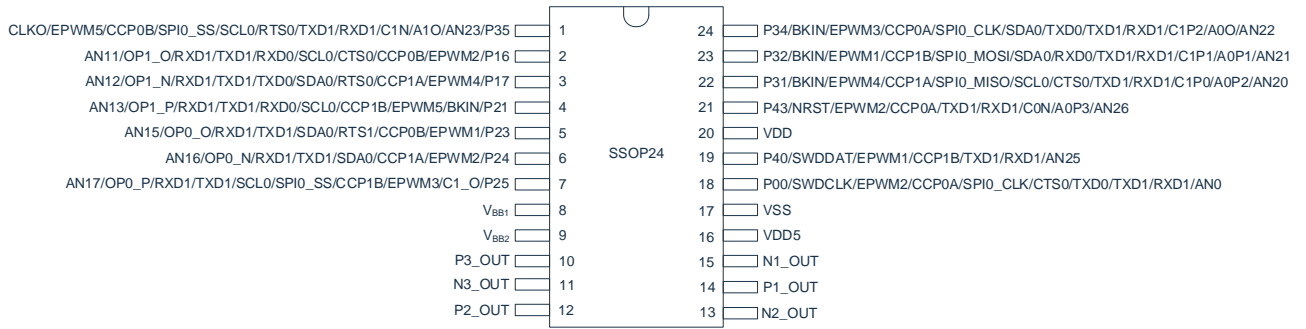 CLKO/EPWM5/CCP0B/SPI0_SS/SCL0/RTS0/TXD1/RXD1/C1N/A1O/AN23/P35 1 24 P34/BKIN/EPWM3/CCP0A/SPI0_CLK/SDA0/TXD0/TXD1/RXD1/C1P2/A0O/AN22
AN11/OP1_O/RXD1/TXD1/RXD0/SCL0/CTS0/CCP0B/EPWM2/P16 2 23 P32/BKIN/EPWM1/CCP1B/SPI0_MOSI/SDA0/RXD0/TXD1/RXD1/C1P1/A0P1/AN21
AN12/OP1_N/RXD1/TXD1/TXD0/SDA0/RTS0/CCP1A/EPWM4/P17 3 22 P31/BKIN/EPWM4/CCP1A/SPI0_MISO/SCL0/CTS0/TXD1/RXD1/C1P0/A0P2/AN20
AN13/OP1_P/RXD1/TXD1/RXD0/SCL0/CCP1B/EPWM5/BKIN/P21 4 21 P43/NRST/EPWM2/CCP0A/TXD1/RXD1/C0N/A0P3/AN26
AN15/OP0_O/RXD1/TXD1/SDA0/RTS1/CCP0B/EPWM1/P23 5 20 VDD
SSOP24
AN16/OP0_N/RXD1/TXD1/SDA0/CCP1A/EPWM2/P24 6 19 P40/SWDDAT/EPWM1/CCP1B/TXD1/RXD1/AN25
AN17/OP0_P/RXD1/TXD1/SCL0/SPI0_SS/CCP1B/EPWM3/C1_O/P25 7 18 P00/SWDCLK/EPWM2/CCP0A/SPI0_CLK/CTS0/TXD0/TXD1/RXD1/AN0
VBB1 8 17 VSS
VBB2 9 16 VDD5
P3_OUT 10 15 N1_OUT
N3_OUT 11 14 P1_OUT
P2_OUT 12 13 N2_OUT